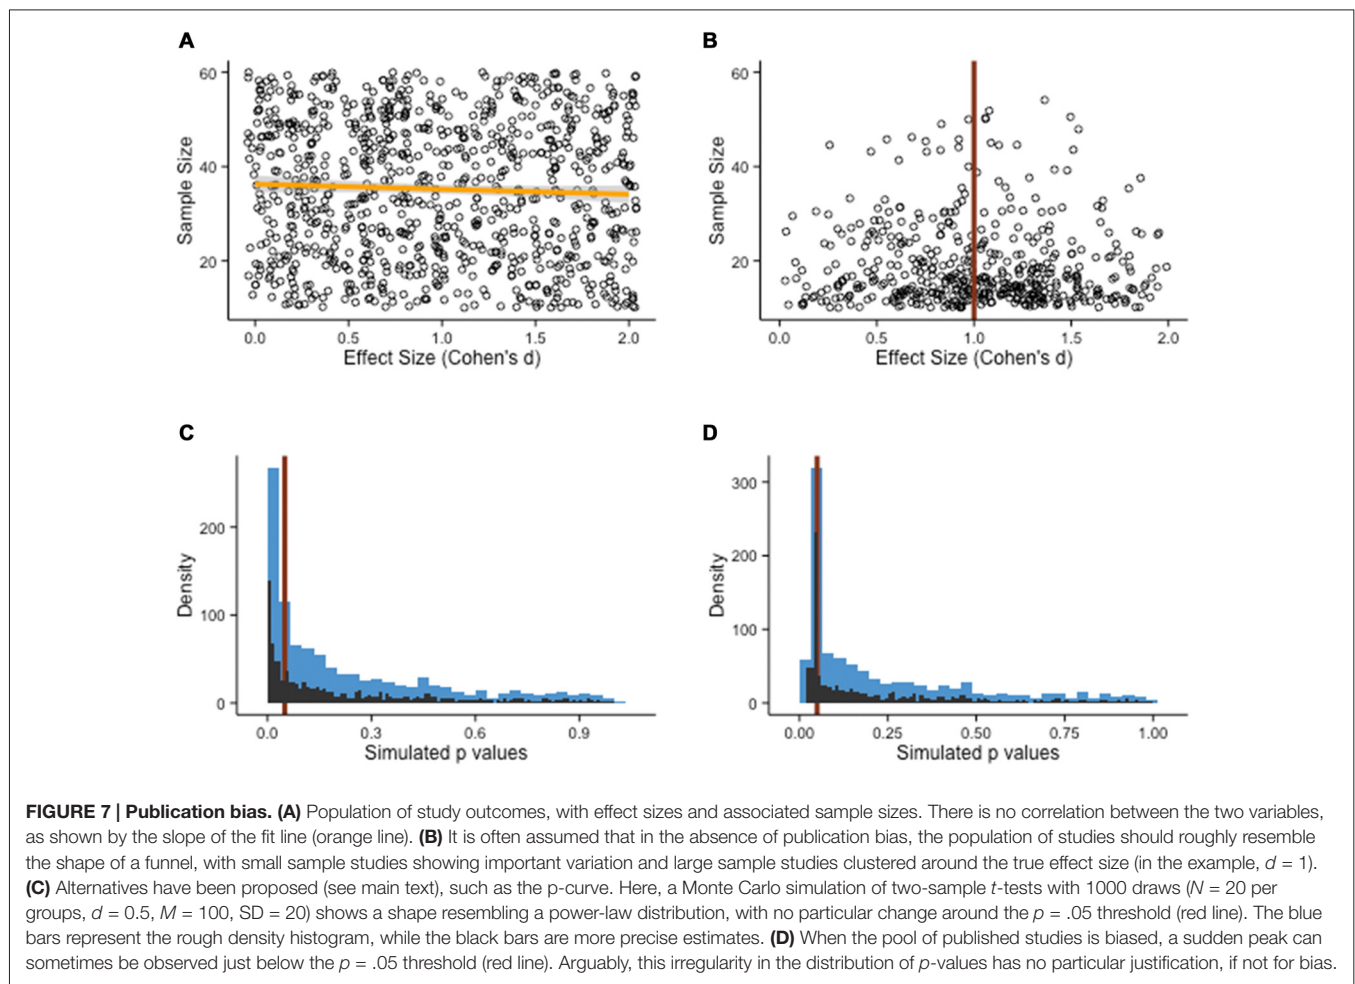 A
60
40
20
Sample Size
0.0 0.5 1.0 1.5 2.0
Effect Size (Cohen's d)
B
60
40
20
Sample Size
0.0 0.5 1.0 1.5 2.0
Effect Size (Cohen's d)
C
200
100
0
Density
0.0 0.3 0.6 0.9
Simulated p values
D
300
200
100
0
Density
0.00 0.25 0.50 0.75 1.00
Simulated p values
FIGURE 7 | Publication bias. (A) Population of study outcomes, with effect sizes and associated sample sizes. There is no correlation between the two variables,
as shown by the slope of the fit line (orange line). (B) It is often assumed that in the absence of publication bias, the population of studies should roughly resemble
the shape of a funnel, with small sample studies showing important variation and large sample studies clustered around the true effect size (in the example, d = 1).
(C) Alternatives have been proposed (see main text), such as the p-curve. Here, a Monte Carlo simulation of two-sample t-tests with 1000 draws (N = 20 per
groups, d = 0.5, M = 100, SD = 20) shows a shape resembling a power-law distribution, with no particular change around the p = .05 threshold (red line). The blue
bars represent the rough density histogram, while the black bars are more precise estimates. (D) When the pool of published studies is biased, a sudden peak can
sometimes be observed just below the p = .05 threshold (red line). Arguably, this irregularity in the distribution of p-values has no particular justification, if not for bias.